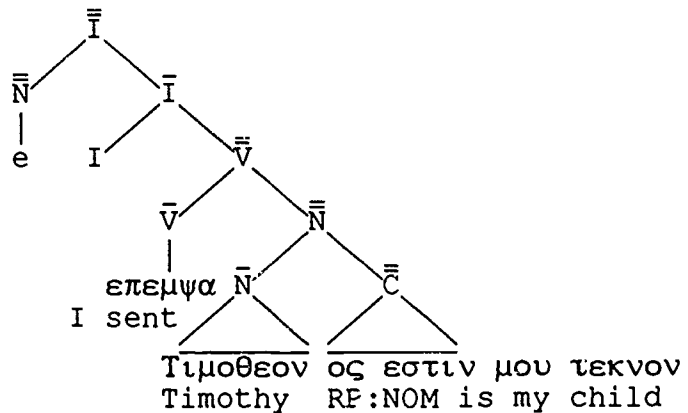 I̿
N̿ I̅
e I V̿
V̅ N̿
επεμψα N̅ C̿
I sent
Τιμοθεον ος εστιν μου τεκνον
Timothy RP:NOM is my child